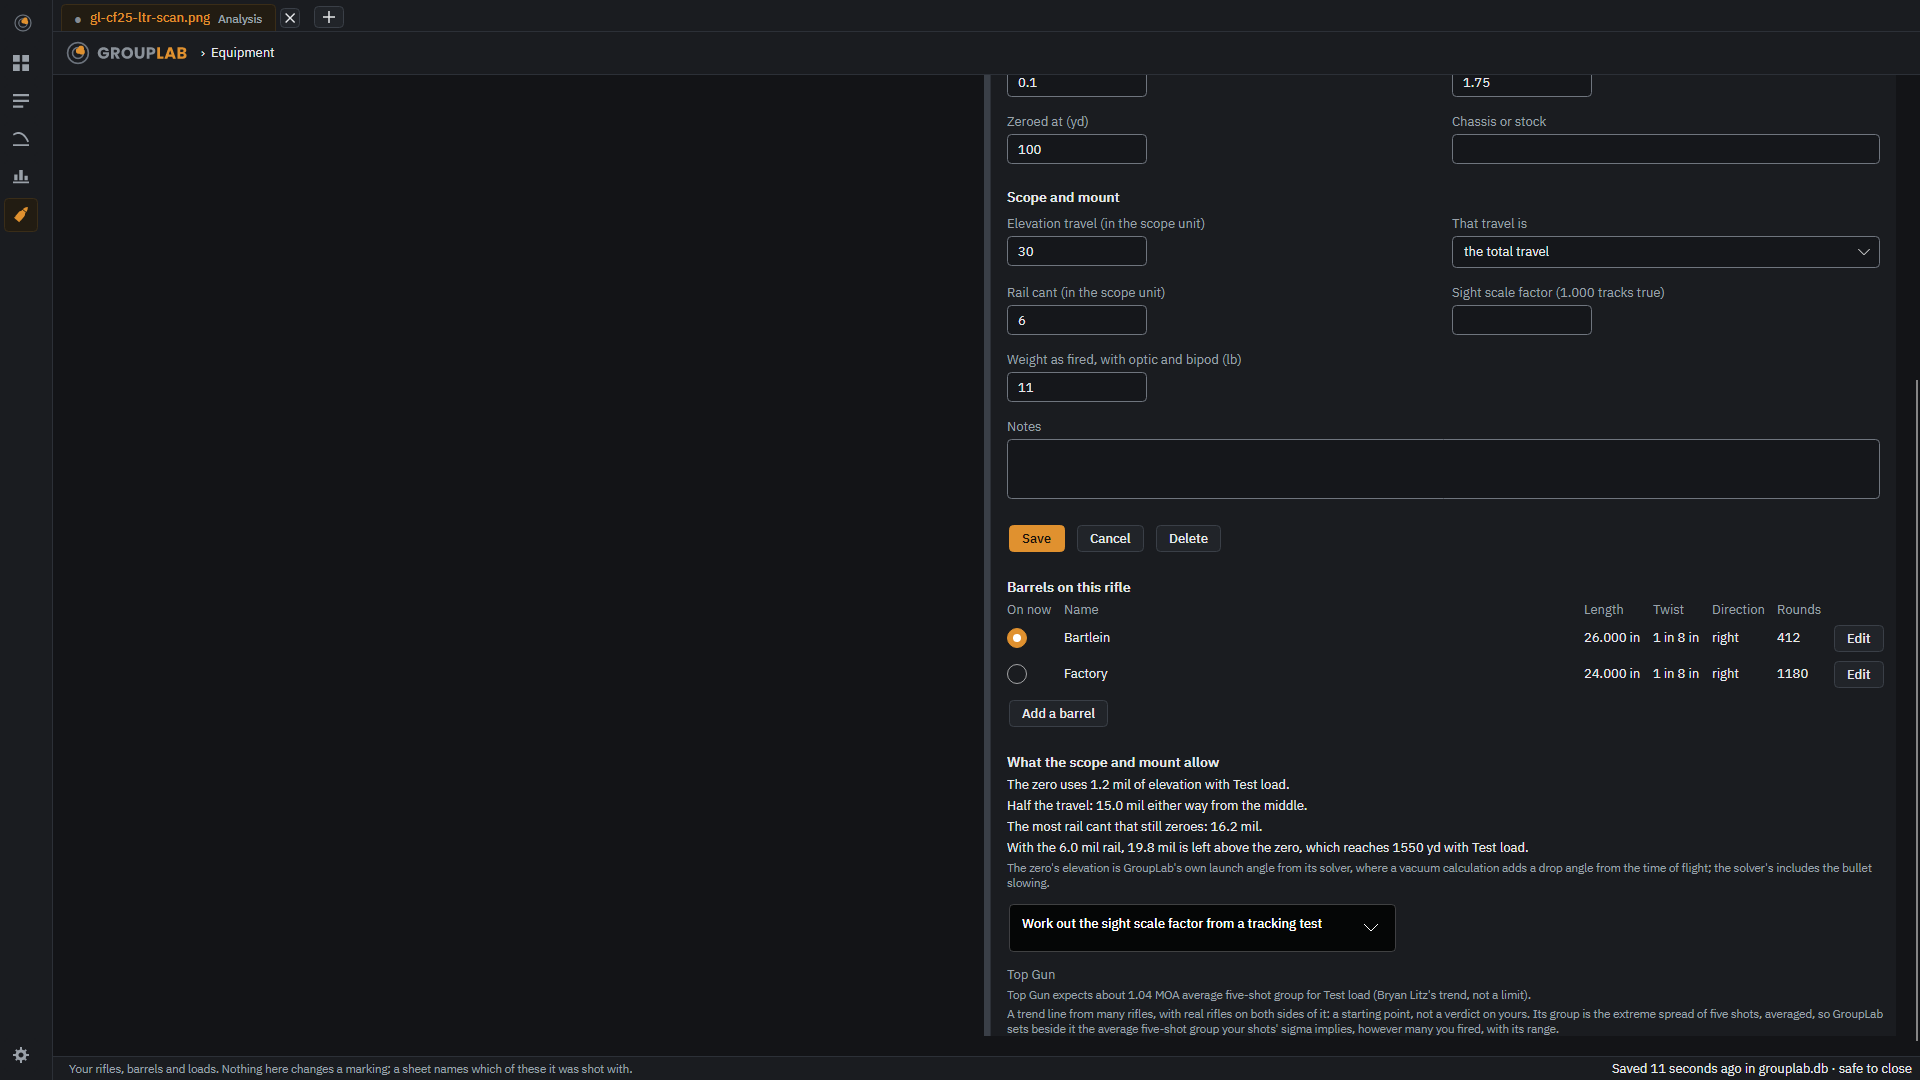 gl-cf25-ltr-scan.png Analysis
GROUPLAB › Equipment
0.1
1.75
Zeroed at (yd)
Chassis or stock
100
Scope and mount
Elevation travel (in the scope unit)
That travel is
30
the total travel
Rail cant (in the scope unit)
Sight scale factor (1.000 tracks true)
6
Weight as fired, with optic and bipod (lb)
11
Notes
Save Cancel Delete
Barrels on this rifle
On now Name Length Twist Direction Rounds
Bartlein 26.000 in 1 in 8 in right 412 Edit
Factory 24.000 in 1 in 8 in right 1180 Edit
Add a barrel
What the scope and mount allow
The zero uses 1.2 mil of elevation with Test load.
Half the travel: 15.0 mil either way from the middle.
The most rail cant that still zeroes: 16.2 mil.
With the 6.0 mil rail, 19.8 mil is left above the zero, which reaches 1550 yd with Test load.
The zero's elevation is GroupLab's own launch angle from its solver, where a vacuum calculation adds a drop angle from the time of flight; the solver's includes the bullet
slowing.
Work out the sight scale factor from a tracking test
Top Gun
Top Gun expects about 1.04 MOA average five-shot group for Test load (Bryan Litz's trend, not a limit).
A trend line from many rifles, with real rifles on both sides of it: a starting point, not a verdict on yours. Its group is the extreme spread of five shots, averaged, so GroupLab
sets beside it the average five-shot group your shots' sigma implies, however many you fired, with its range.
Your rifles, barrels and loads. Nothing here changes a marking; a sheet names which of these it was shot with.
Saved 11 seconds ago in grouplab.db · safe to close